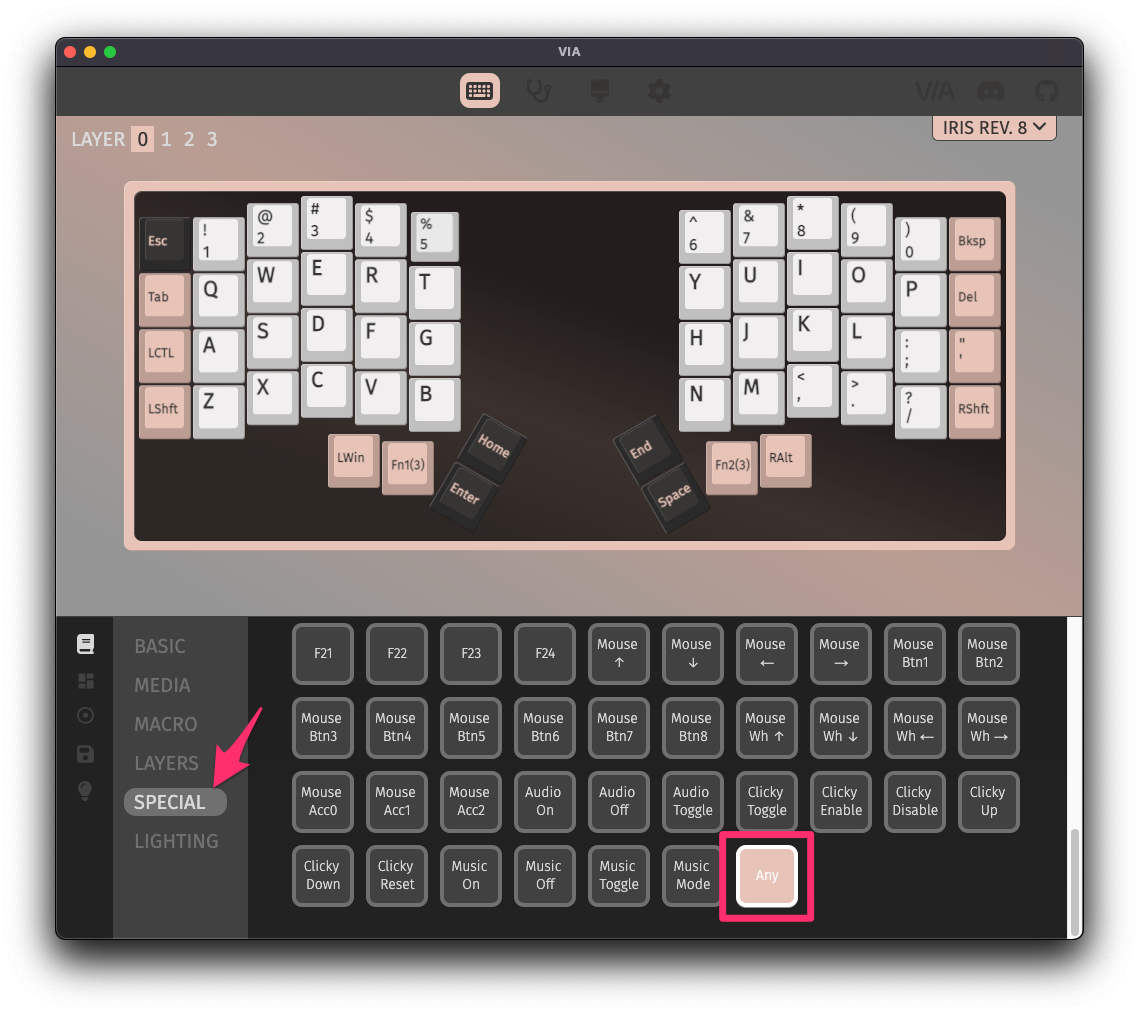 VIA
VIA
LAYER 0 1 2 3
IRIS REV. 8
Esc
!
1
@
2
#
3
$
4
%
5
^
6
&
7
*
8
(
9
)
0
Bksp
Tab
Q
W
E
R
T
Y
U
I
O
P
Del
LCTL
A
S
D
F
G
H
J
K
L
:
;
"
'
LShft
Z
X
C
V
B
N
M
<
,
>
.
?
/
RShft
LWin
Fn1(3)
Home
Enter
End
Space
Fn2(3)
RAlt
BASIC
MEDIA
MACRO
LAYERS
SPECIAL
LIGHTING
F21
F22
F23
F24
Mouse
↑
Mouse
↓
Mouse
←
Mouse
→
Mouse
Btn1
Mouse
Btn2
Mouse
Btn3
Mouse
Btn4
Mouse
Btn5
Mouse
Btn6
Mouse
Btn7
Mouse
Btn8
Mouse
Wh ↑
Mouse
Wh ↓
Mouse
Wh ←
Mouse
Wh →
Mouse
Acc0
Mouse
Acc1
Mouse
Acc2
Audio
On
Audio
Off
Audio
Toggle
Clicky
Toggle
Clicky
Enable
Clicky
Disable
Clicky
Up
Clicky
Down
Clicky
Reset
Music
On
Music
Off
Music
Toggle
Music
Mode
Any